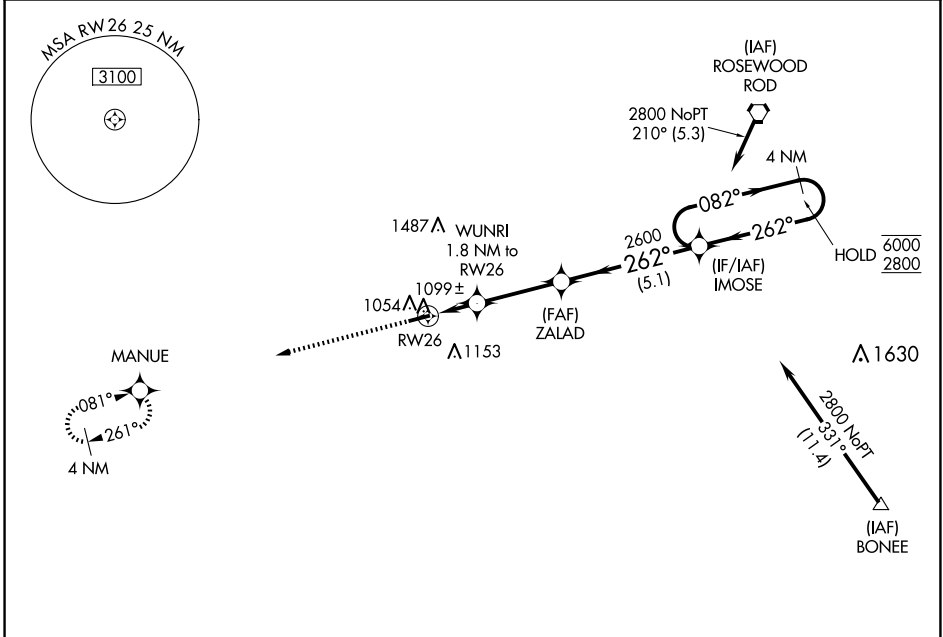 MSA RW26 25 NM
3100
(IAF)
ROSEWOOD
ROD
2800 NoPT
210° (5.3)
4 NM
082°
262°
HOLD 6000
2800
(IF/IAF)
IMOSE
2600
262°
(5.1)
1487
WUNRI
1.8 NM to
RW26
1099±
1054
RW26
1153
(FAF)
ZALAD
MANUE
081°
261°
4 NM
1630
2800 NoPT
331°
(11.4)
(IAF)
BONEE